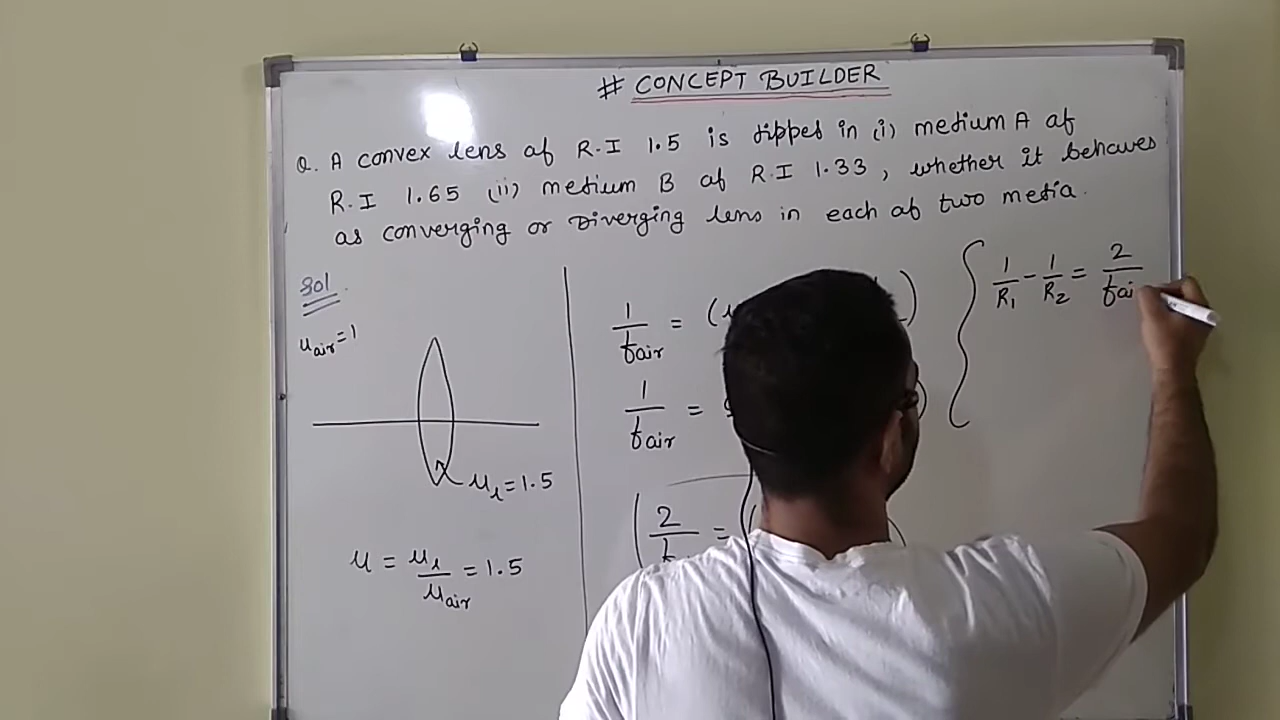 # CONCEPT BUILDER
Q. A convex lens of R.I 1.5 is dipped in (i) medium A of
R.I 1.65 (ii) medium B of R.I 1.33, whether it behaves
as converging or Diverging lens in each of two media.
Sol
μair=1
μl=1.5
μ = μl/μair = 1.5
1/fair = (
1/fair =
2/f =
1/R1 - 1/R2 = 2/fai